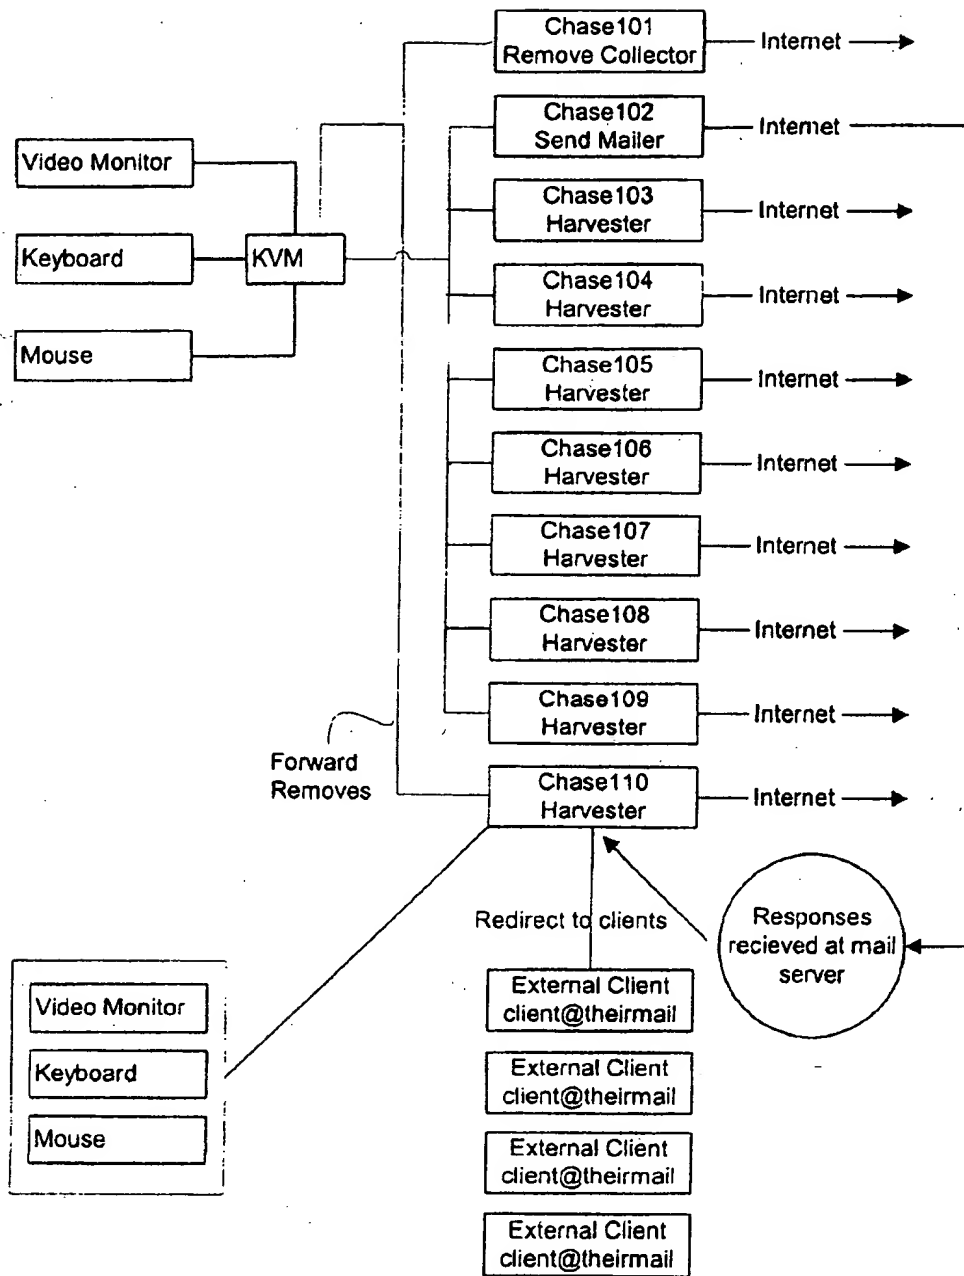 Chase101
Remove Collector
Internet
Chase102
Send Mailer
Internet
Video Monitor
Chase103
Harvester
Internet
Keyboard
KVM
Chase104
Harvester
Internet
Mouse
Chase105
Harvester
Internet
Chase106
Harvester
Internet
Chase107
Harvester
Internet
Chase108
Harvester
Internet
Chase109
Harvester
Internet
Forward
Removes
Chase110
Harvester
Internet
Redirect to clients
Responses
recieved at mail
server
Video Monitor
Keyboard
Mouse
External Client
client@theirmail
External Client
client@theirmail
External Client
client@theirmail
External Client
client@theirmail